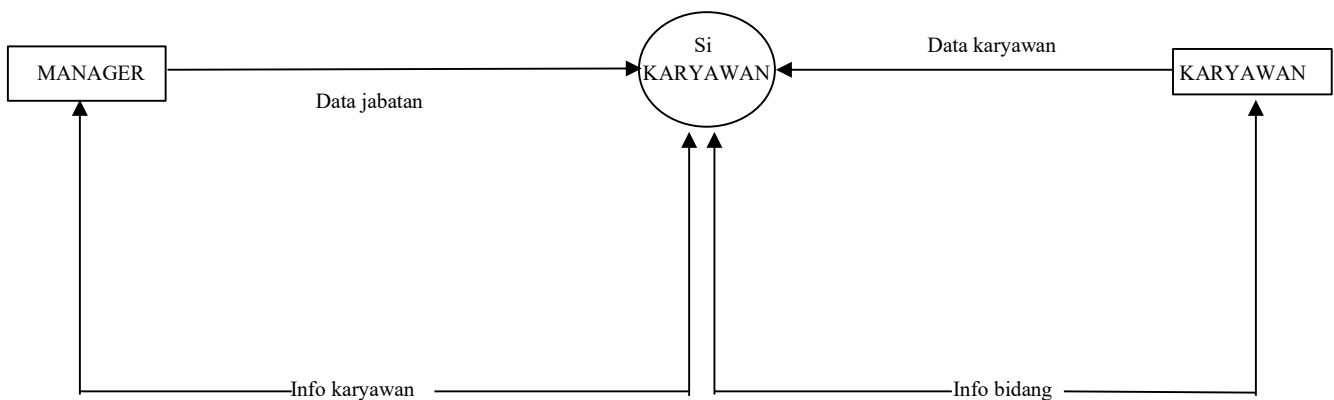 MANAGER
Data jabatan
Si
KARYAWAN
Data karyawan
KARYAWAN
Info karyawan
Info bidang